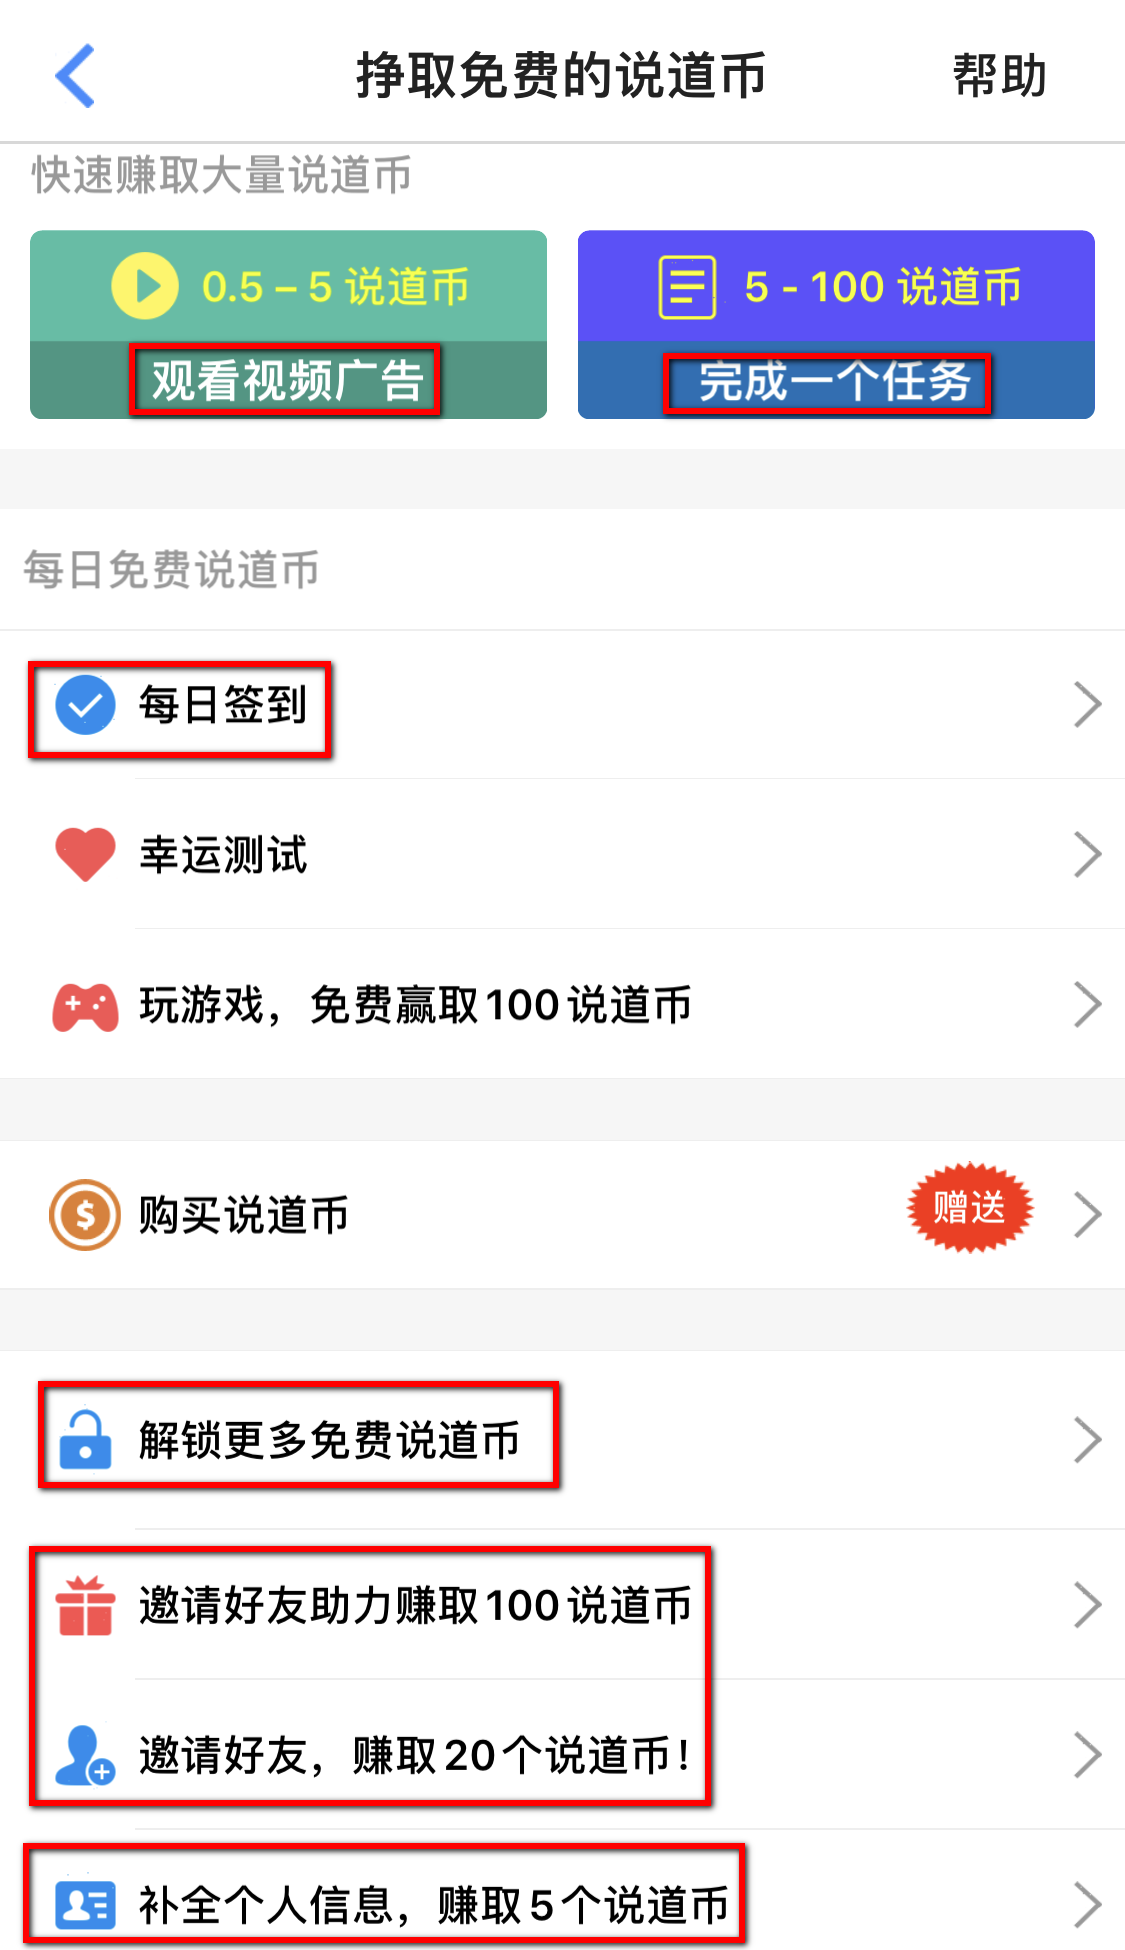 挣取免费的说道币 帮助
快速赚取大量说道币
0.5 – 5 说道币
观看视频广告
5 - 100 说道币
完成一个任务
每日免费说道币
每日签到
幸运测试
玩游戏，免费赢取100说道币
购买说道币 赠送
解锁更多免费说道币
邀请好友助力赚取100说道币
邀请好友，赚取20个说道币！
补全个人信息，赚取5个说道币